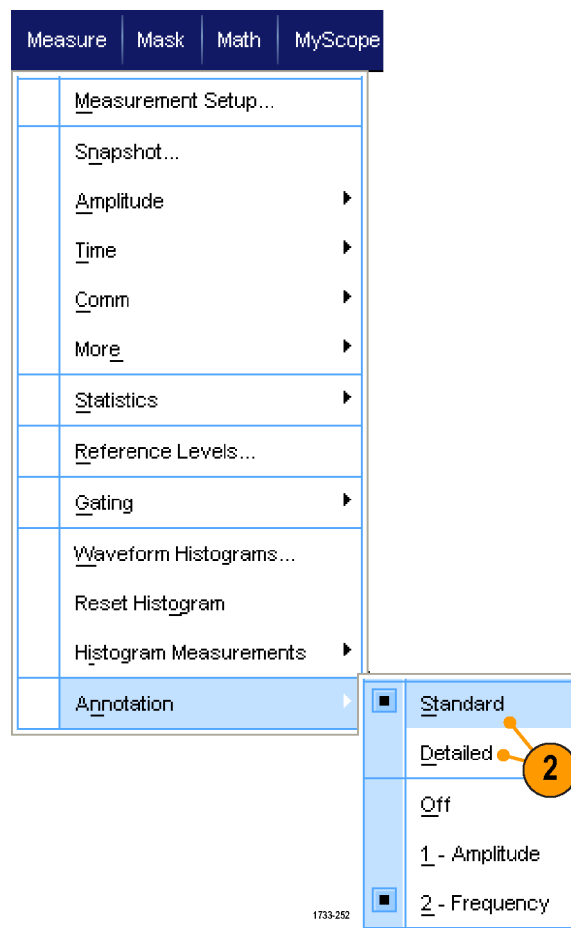 Measure Mask Math MyScope
Measurement Setup...
Snapshot...
Amplitude
Time
Comm
More
Statistics
Reference Levels...
Gating
Waveform Histograms...
Reset Histogram
Histogram Measurements
Annotation
Standard
Detailed
2
Off
1 - Amplitude
2 - Frequency
1733-252